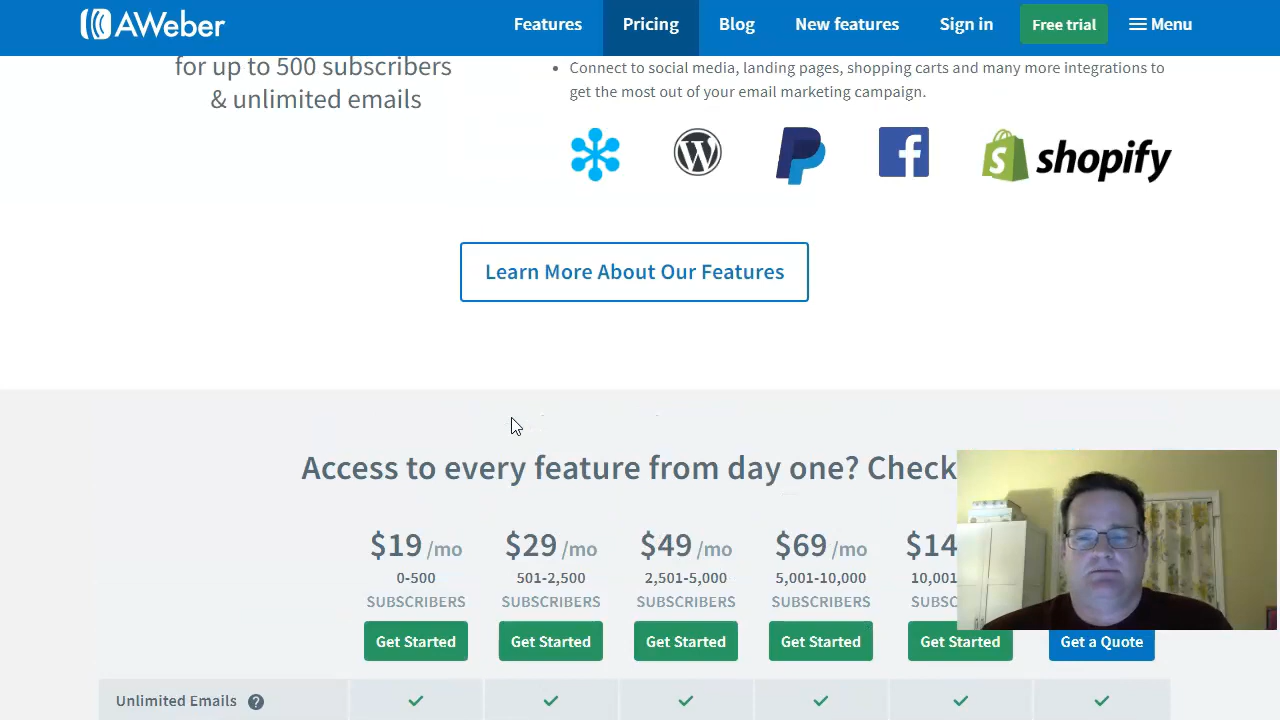 AWeber
Features
Pricing
Blog
New features
Sign in
Free trial
Menu
for up to 500 subscribers
& unlimited emails
• Connect to social media, landing pages, shopping carts and many more integrations to
get the most out of your email marketing campaign.
shopify
Learn More About Our Features
Access to every feature from day one? Check
$19 /mo
0-500
SUBSCRIBERS
Get Started
$29 /mo
501-2,500
SUBSCRIBERS
Get Started
$49 /mo
2,501-5,000
SUBSCRIBERS
Get Started
$69 /mo
5,001-10,000
SUBSCRIBERS
Get Started
$14
10,001
SUBSC
Get Started
Get a Quote
Unlimited Emails ?